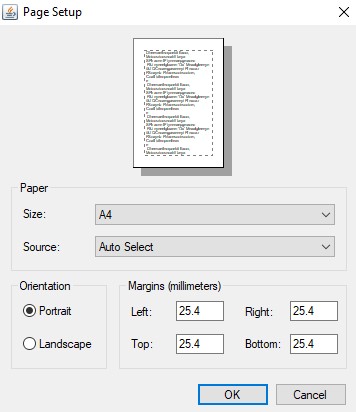 Page Setup
Paper
Size:
A4
Source:
Auto Select
Orientation
Portrait
Landscape
Margins (millimeters)
Left: 25.4 Right: 25.4
Top: 25.4 Bottom: 25.4
OK Cancel